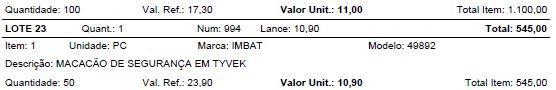 Quantidade: 100 Val. Ref.: 17,30 Valor Unit.: 11,00 Total Item: 1.100,00
LOTE 23 Quant.: 1 Num: 994 Lance: 10,90 Total: 545,00
Item: 1 Unidade: PC Marca: IMBAT Modelo: 49892
Descrição: MACACÃO DE SEGURANÇA EM TYVEK
Quantidade: 50 Val. Ref.: 23,90 Valor Unit.: 10,90 Total Item: 545,00